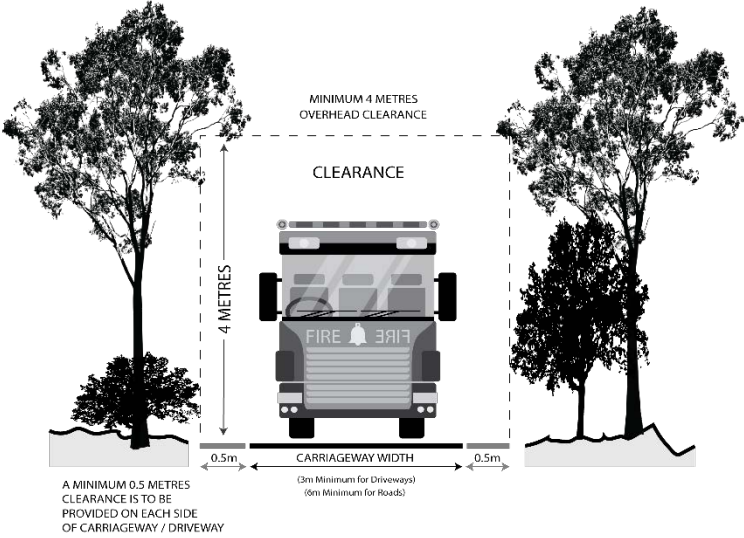 MINIMUM 4 METRES
OVERHEAD CLEARANCE
CLEARANCE
4 METRES
FIRE FIRE
0.5m CARRIAGEWAY WIDTH 0.5m
(3m Minimum for Driveways)
(6m Minimum for Roads)
A MINIMUM 0.5 METRES
CLEARANCE IS TO BE
PROVIDED ON EACH SIDE
OF CARRIAGEWAY / DRIVEWAY